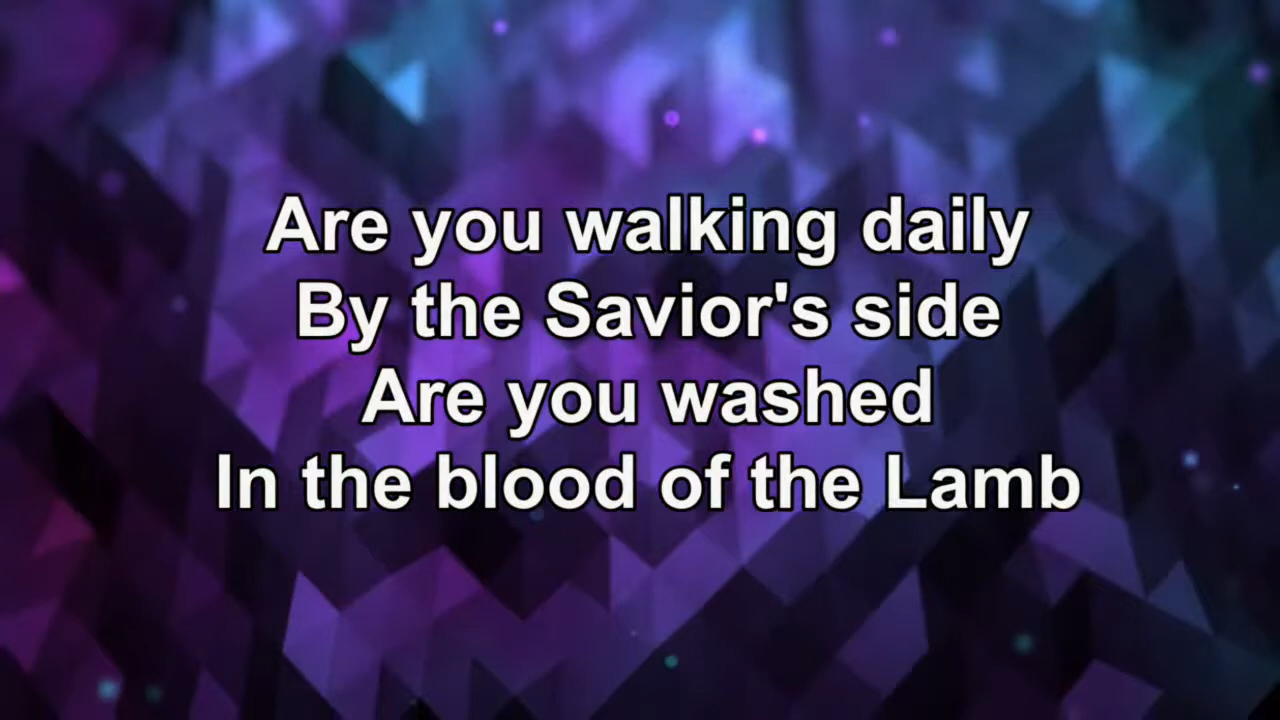 Are you walking daily
By the Savior's side
Are you washed
In the blood of the Lamb